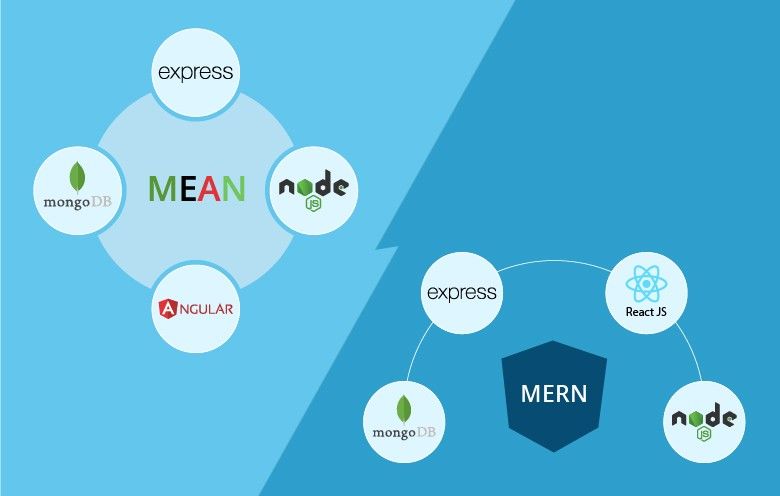 express
MEAN
mongoDB
node
JS
ANGULAR
express
React JS
MERN
mongoDB
node
JS